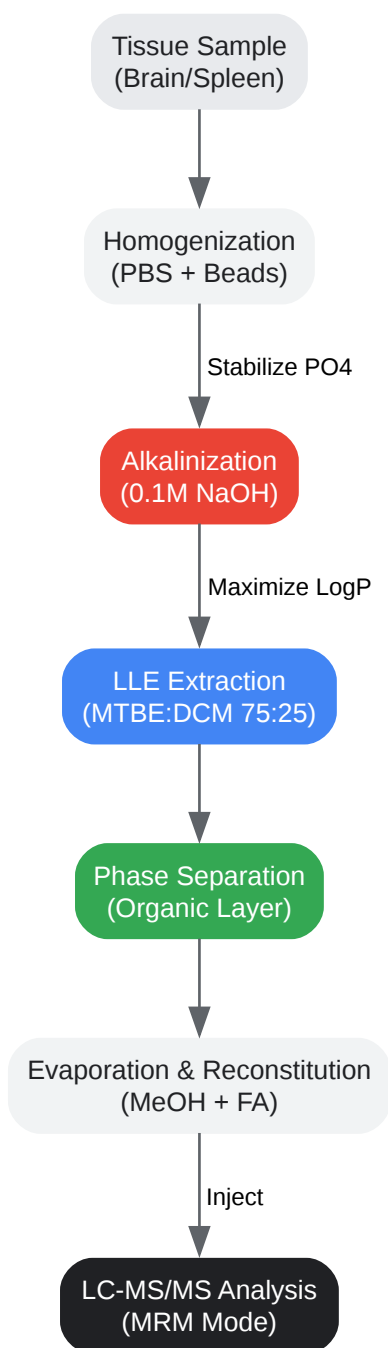 Tissue Sample
(Brain/Spleen)
Homogenization
(PBS + Beads)
Stabilize PO4
Alkalinization
(0.1M NaOH)
Maximize LogP
LLE Extraction
(MTBE:DCM 75:25)
Phase Separation
(Organic Layer)
Evaporation & Reconstitution
(MeOH + FA)
Inject
LC-MS/MS Analysis
(MRM Mode)